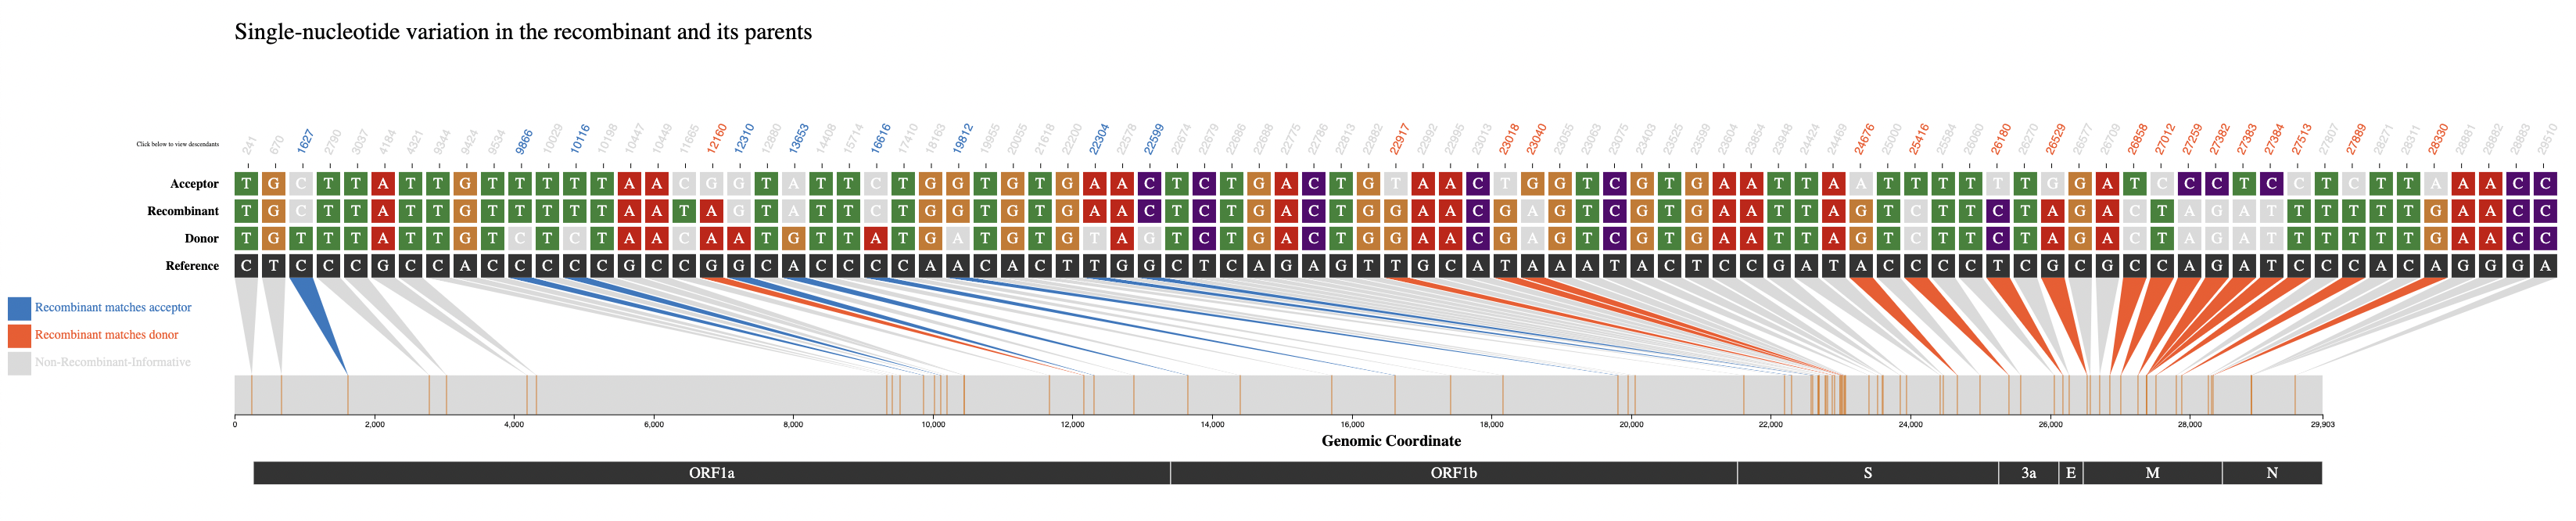 Single-nucleotide variation in the recombinant and its parents
Click below to view descendants 241 670 1627 2790 3037 4184 4321 9344 9424 9534 9866 10029 10116 10198 10447 10449 11665 12160 12310 12880 13653 14408 15714 16616 17410 18163 19812 19955 20055 21618 22200 22304 22578 22599 22674 22679 22686 22688 22775 22786 22813 22882 22917 22992 22995 23013 23018 23040 23055 23063 23075 23403 23525 23599 23604 23854 23948 24424 24469 24676 25000 25416 25584 26060 26180 26270 26529 26577 26709 26858 27012 27259 27382 27383 27384 27513 27807 27889 28271 28311 28330 28881 28882 28883 29510
Acceptor T G C T T A T T G T T T T T A A C G G T A T T C T G G T G T G A A C T C T G A C T G T A A C T G G T C G T G A A T T A A T T T T T T G G A T C C C T C C T C T T A A A C C
Recombinant T G C T T A T T G T T T T T A A T A G T A T T C T G G T G T G A A C T C T G A C T G G A A C G A G T C G T G A A T T A G T C T T C T A G A C T A G A T T T T T T G A A C C
Donor T G T T T A T T G T C T C T A A C A A T G T T A T G A T G T G T A G T C T G A C T G G A A C G A G T C G T G A A T T A G T C T T C T A G A C T A G A T T T T T T G A A C C
Reference C T C C C G C C A C C C C C G C C G G C A C C C A A C A C T T G G C T C A G A G T T G C A T A A A T A C T C C G A T A C C C C T C G C G C C A G A T C C C A C A G G G A
Recombinant matches acceptor
Recombinant matches donor
Non-Recombinant-Informative
0 2,000 4,000 6,000 8,000 10,000 12,000 14,000 16,000 18,000 20,000 22,000 24,000 26,000 28,000 29,903
Genomic Coordinate
ORF1a ORF1b S 3a E M N